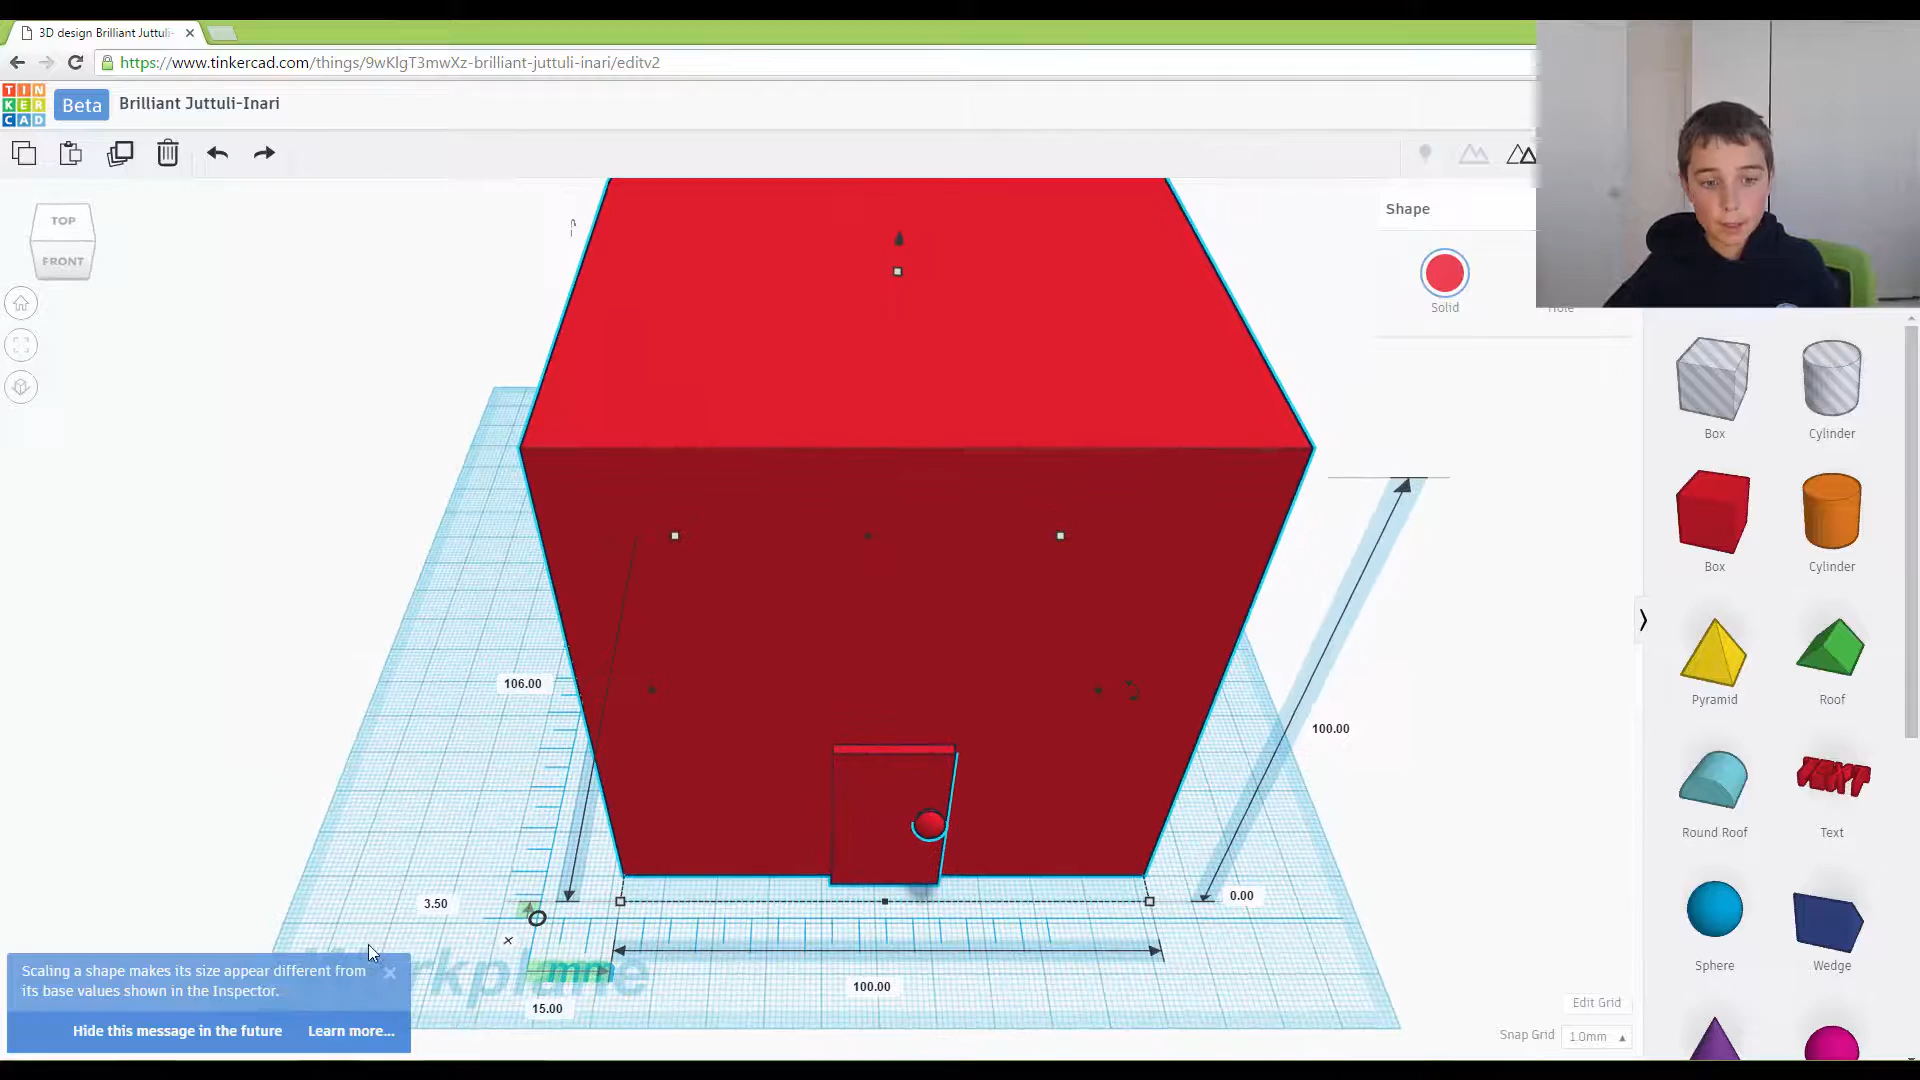 3D design Brilliant Juttuli-
https://www.tinkercad.com/things/9wKlgT3mwXz-brilliant-juttuli-inari/editv2
TIN
KER
CAD
Beta
Brilliant Juttuli-Inari
TOP
FRONT
Shape
Solid
Hole
Box
Cylinder
Box
Cylinder
Pyramid
Roof
Round Roof
TEXT
Text
Sphere
Wedge
106.00
100.00
3.50
0.00
100.00
15.00
Workplane
mm
Scaling a shape makes its size appear different from
its base values shown in the Inspector.
Hide this message in the future
Learn more...
Edit Grid
Snap Grid
1.0mm